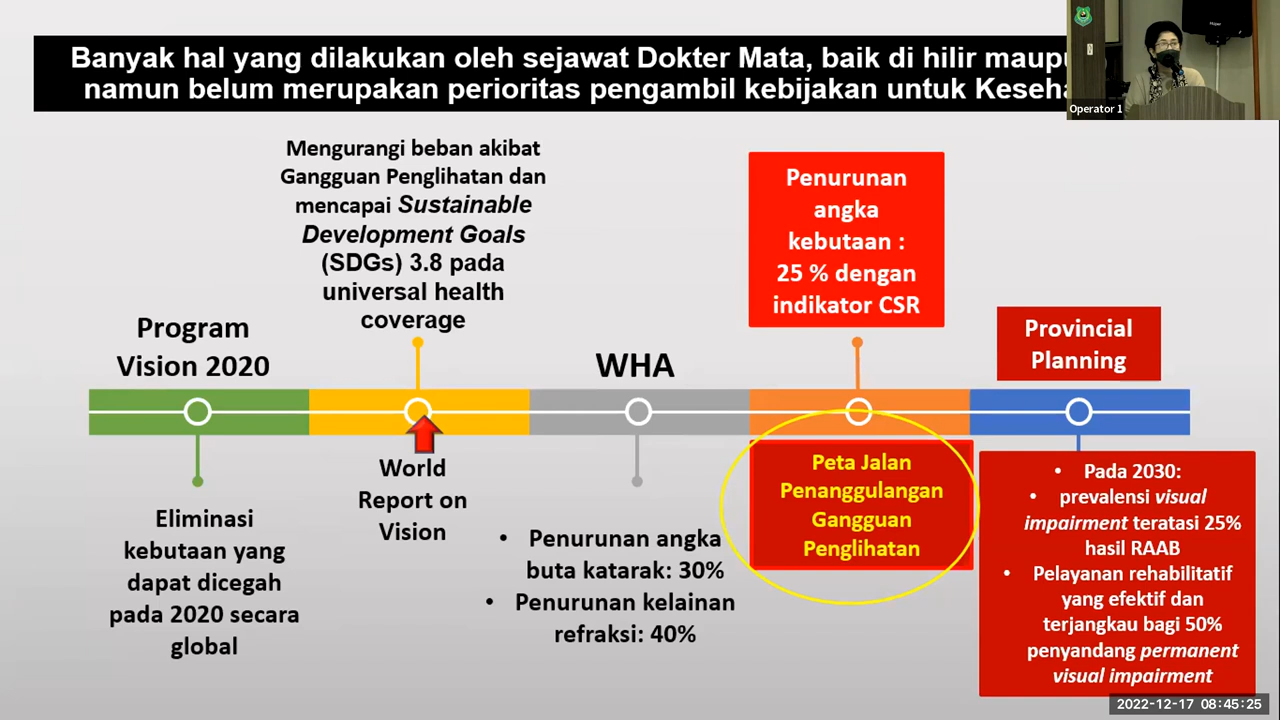 Banyak hal yang dilakukan oleh sejawat Dokter Mata, baik di hilir maupu
namun belum merupakan perioritas pengambil kebijakan untuk Keseha
Operator 1
Mengurangi beban akibat
Gangguan Penglihatan dan
mencapai Sustainable
Development Goals
(SDGs) 3.8 pada
universal health
coverage
Penurunan
angka
kebutaan :
25 % dengan
indikator CSR
Program
Vision 2020
WHA
Provincial
Planning
World
Report on
Vision
Eliminasi
kebutaan yang
dapat dicegah
pada 2020 secara
global
• Penurunan angka
buta katarak: 30%
• Penurunan kelainan
refraksi: 40%
Peta Jalan
Penanggulangan
Gangguan
Penglihatan
• Pada 2030:
• prevalensi visual
impairment teratasi 25%
hasil RAAB
• Pelayanan rehabilitatif
yang efektif dan
terjangkau bagi 50%
penyandang permanent
visual impairment
2022-12-17 08:45:25